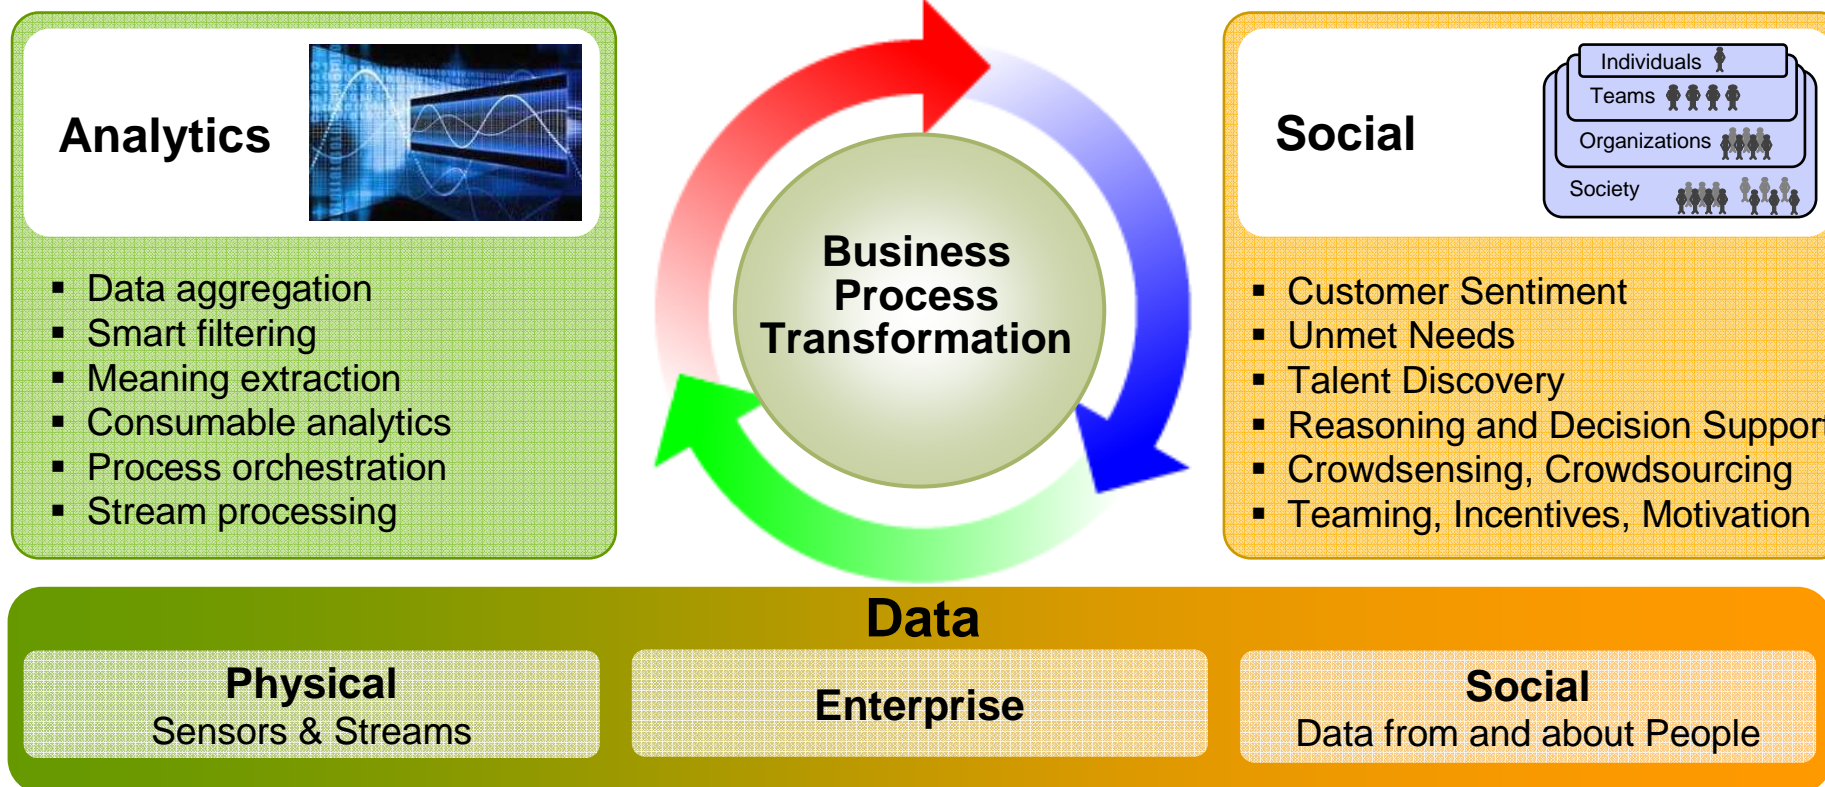 Analytics
▪ Data aggregation
▪ Smart filtering
▪ Meaning extraction
▪ Consumable analytics
▪ Process orchestration
▪ Stream processing
Business
Process
Transformation
Social
Individuals
Teams
Organizations
Society
▪ Customer Sentiment
▪ Unmet Needs
▪ Talent Discovery
▪ Reasoning and Decision Support
▪ Crowdsensing, Crowdsourcing
▪ Teaming, Incentives, Motivation
Data
Physical
Sensors & Streams
Enterprise
Social
Data from and about People